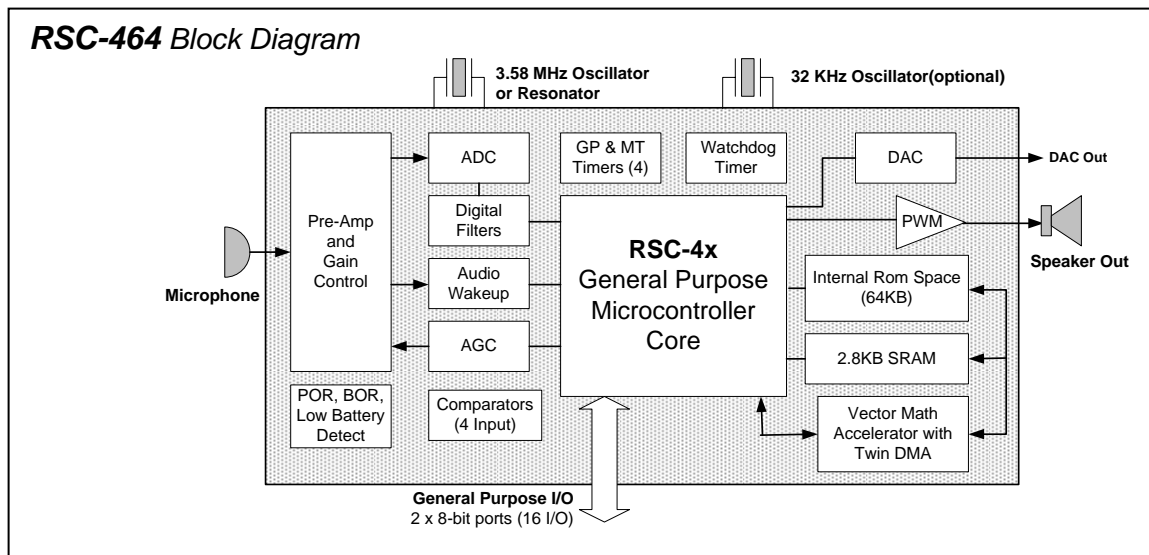 RSC-464 Block Diagram
3.58 MHz Oscillator
or Resonator
32 KHz Oscillator(optional)
Pre-Amp
and
Gain
Control
ADC
GP & MT
Timers (4)
Watchdog
Timer
DAC
DAC Out
Digital
Filters
PWM
Speaker Out
Microphone
Audio
Wakeup
RSC-4x
General Purpose
Microcontroller
Core
Internal Rom Space
(64KB)
AGC
2.8KB SRAM
POR, BOR,
Low Battery
Detect
Comparators
(4 Input)
Vector Math
Accelerator with
Twin DMA
General Purpose I/O
2 x 8-bit ports (16 I/O)